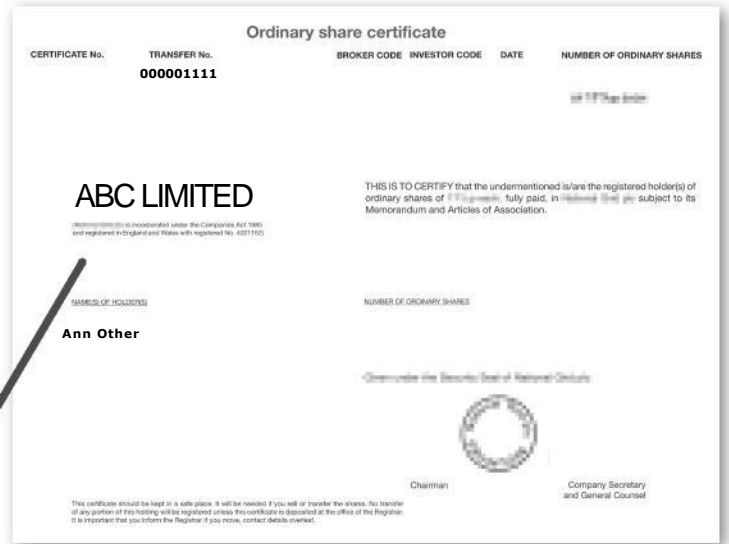 Ordinary share certificate
CERTIFICATE No. TRANSFER No. BROKER CODE INVESTOR CODE DATE NUMBER OF ORDINARY SHARES
000001111
ABC LIMITED
is incorporated under the Companies Act 1985
and registered in England and Wales with registered No. 4031152)
THIS IS TO CERTIFY that the undermentioned is/are the registered holder(s) of
ordinary shares of fully paid, in subject to its
Memorandum and Articles of Association.
NAME(S) OF HOLDER(S) NUMBER OF ORDINARY SHARES
Ann Other
Chairman Company Secretary
and General Counsel
This certificate should be kept in a safe place. It will be needed if you sell or transfer the shares. No transfer
of any portion of this holding will be registered unless this certificate is deposited at the office of the Registrar.
It is important that you inform the Registrar if you move, contact details overleaf.